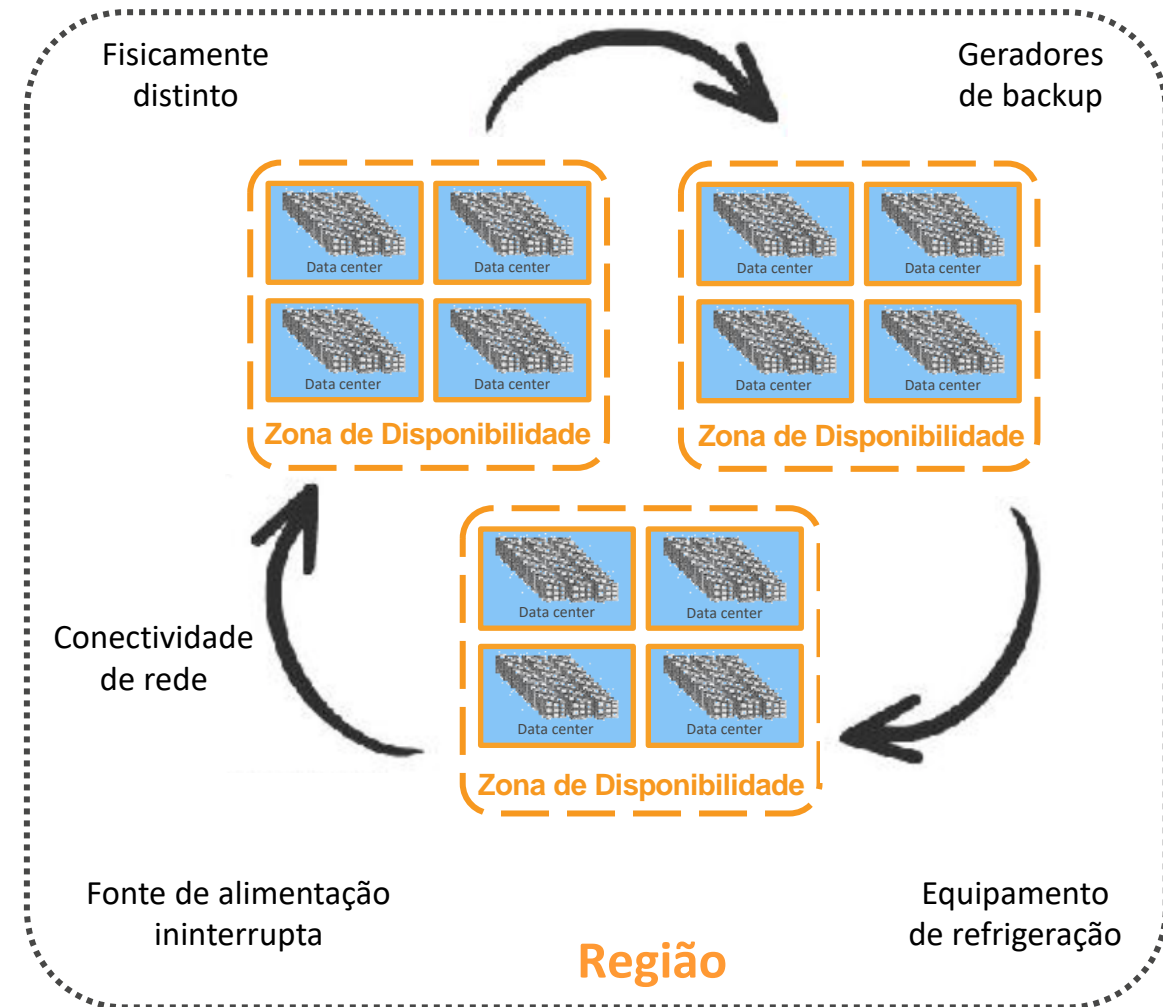 Fisicamente
distinto
Geradores
de backup
Data center
Data center
Data center
Data center
Zona de Disponibilidade
Data center
Data center
Data center
Data center
Zona de Disponibilidade
Data center
Data center
Data center
Data center
Zona de Disponibilidade
Conectividade
de rede
Fonte de alimentação
ininterrupta
Equipamento
de refrigeração
Região